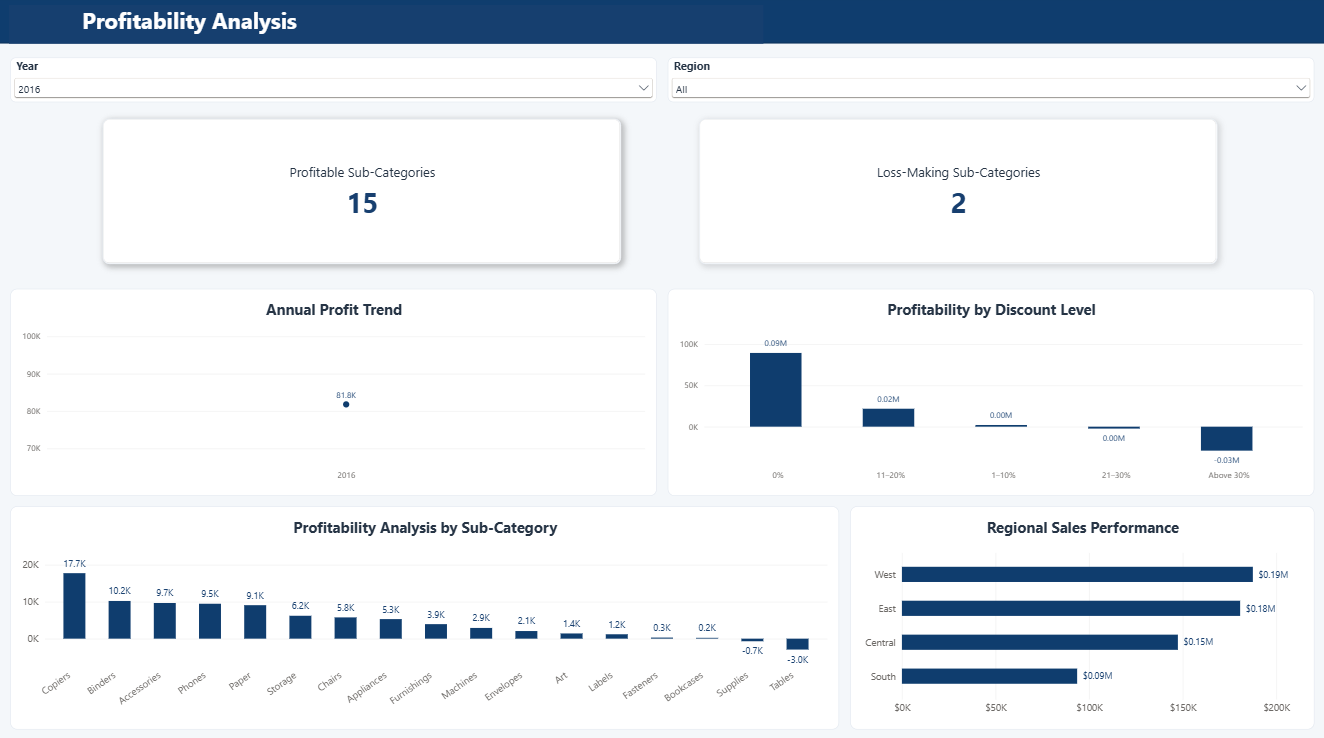 Profitability Analysis
Year
2016
Region
All
Profitable Sub-Categories
15
Loss-Making Sub-Categories
2
Annual Profit Trend
100K
90K
80K
70K
81.8K
2016
Profitability by Discount Level
100K
50K
0K
0.09M
0.02M
0.00M
0.00M
-0.03M
0%
11–20%
1–10%
21–30%
Above 30%
Profitability Analysis by Sub-Category
20K
10K
0K
17.7K
10.2K
9.7K
9.5K
9.1K
6.2K
5.8K
5.3K
3.9K
2.9K
2.1K
1.4K
1.2K
0.3K
0.2K
-0.7K
-3.0K
Copiers
Binders
Accessories
Phones
Paper
Storage
Chairs
Appliances
Furnishings
Machines
Envelopes
Art
Labels
Fasteners
Bookcases
Supplies
Tables
Regional Sales Performance
West
$0.19M
East
$0.18M
Central
$0.15M
South
$0.09M
$0K
$50K
$100K
$150K
$200K